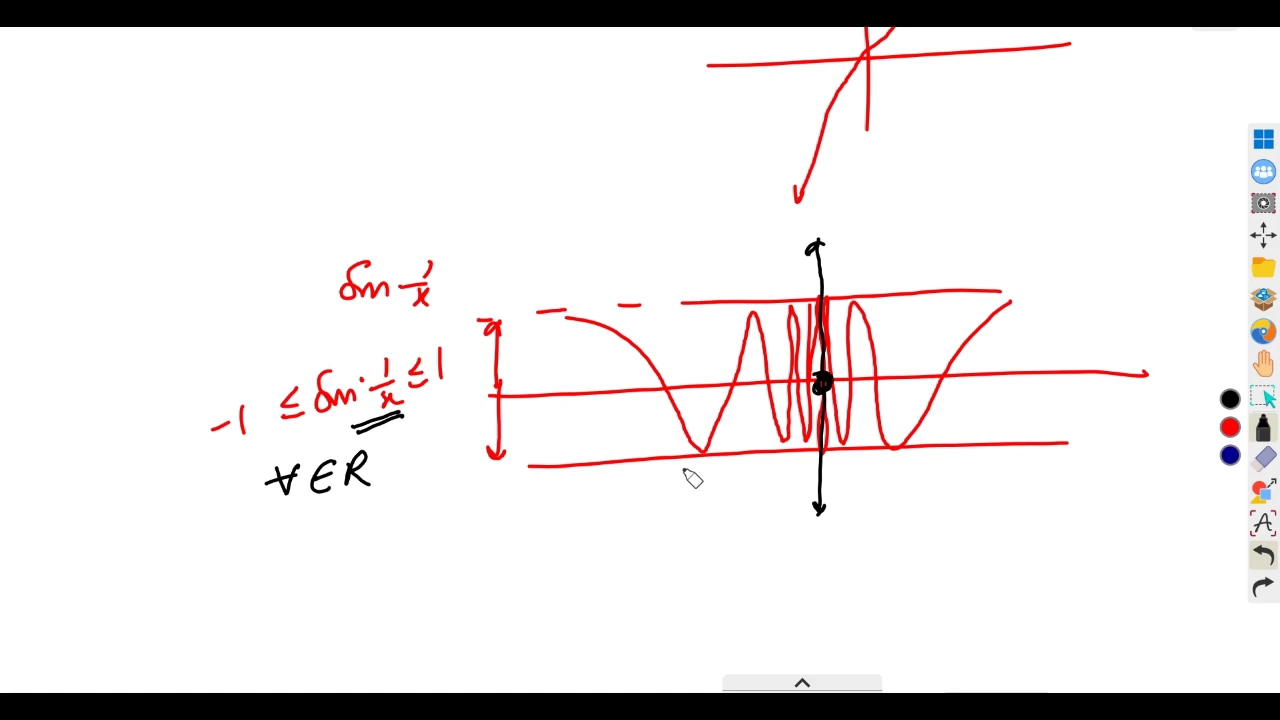 sin 1/x
-1 ≤ sin 1/x ≤ 1
∀ ∈ R